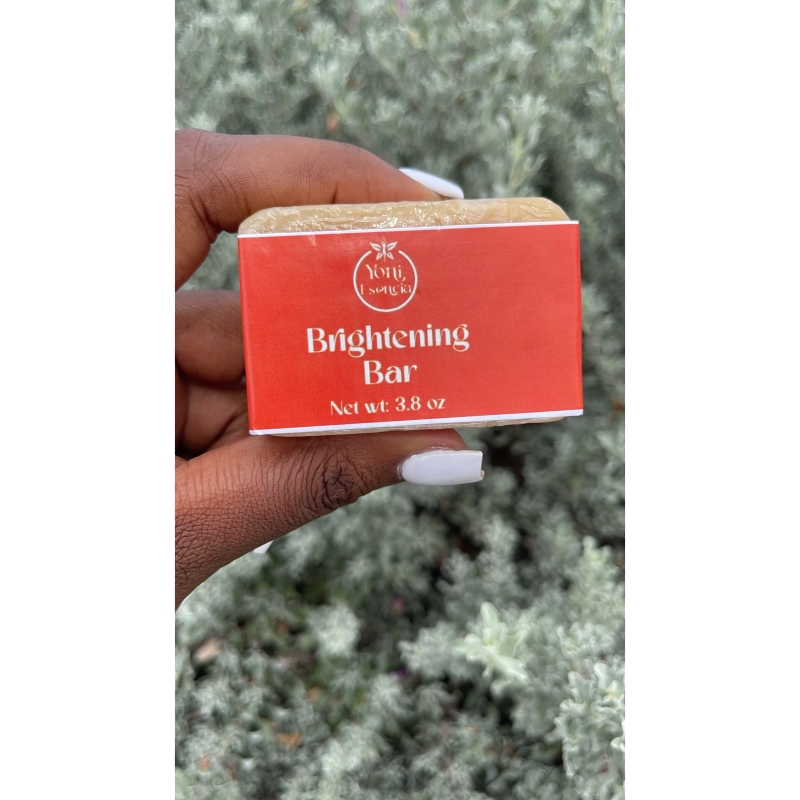 Yoni
Esencia
Brightening
Bar
Net wt: 3.8 oz